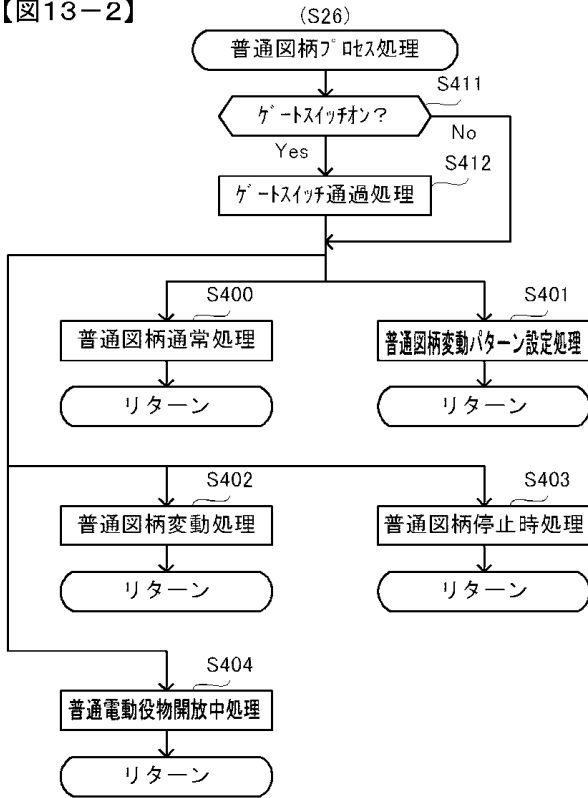 【図13－2】
(S26)
普通図柄プロセス処理
S411
ゲートスイッチオン？
No
Yes
S412
ゲートスイッチ通過処理
S400
普通図柄通常処理
リターン
S401
普通図柄変動パターン設定処理
リターン
S402
普通図柄変動処理
リターン
S403
普通図柄停止時処理
リターン
S404
普通電動役物開放中処理
リターン